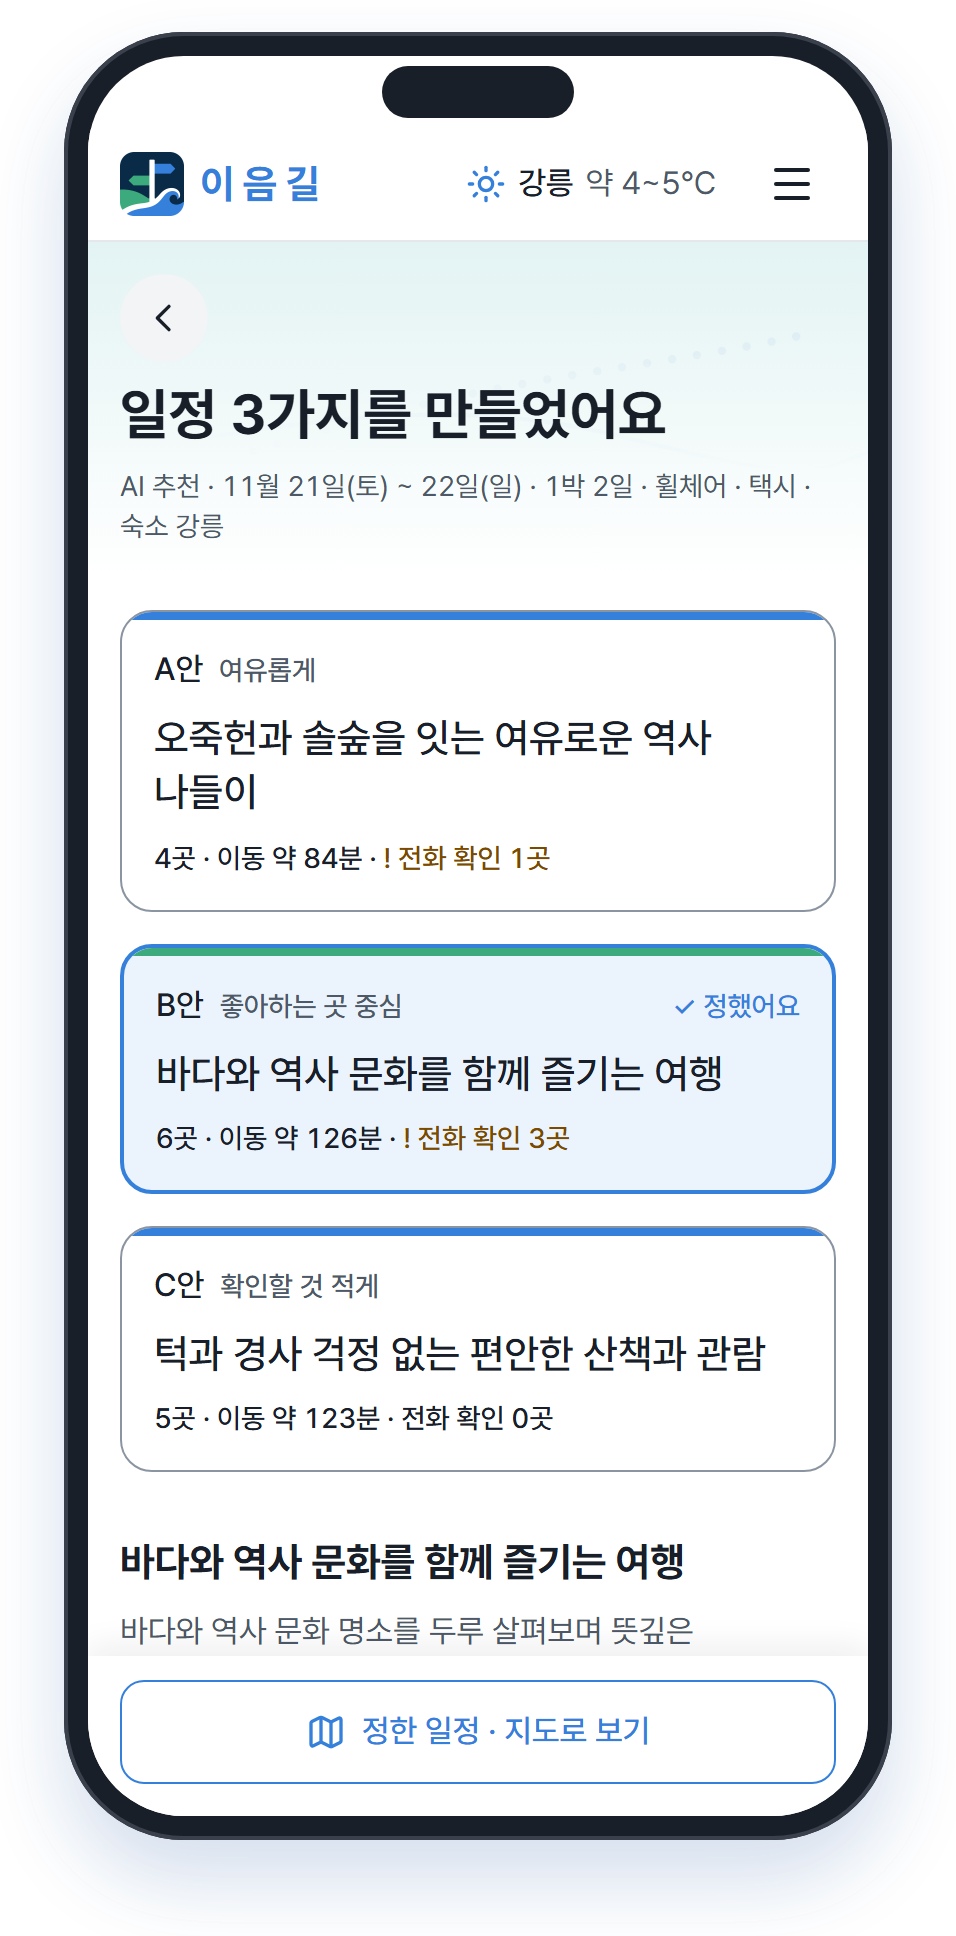 이음길
강릉 약 4~5°C
일정 3가지를 만들었어요
AI 추천 · 11월 21일(토) ~ 22일(일) · 1박 2일 · 휠체어 · 택시 ·
숙소 강릉
A안 여유롭게
오죽헌과 솔숲을 잇는 여유로운 역사
나들이
4곳 · 이동 약 84분 · ! 전화 확인 1곳
B안 좋아하는 곳 중심 ✓ 정했어요
바다와 역사 문화를 함께 즐기는 여행
6곳 · 이동 약 126분 · ! 전화 확인 3곳
C안 확인할 것 적게
턱과 경사 걱정 없는 편안한 산책과 관람
5곳 · 이동 약 123분 · 전화 확인 0곳
바다와 역사 문화를 함께 즐기는 여행
바다와 역사 문화 명소를 두루 살펴보며 뜻깊은
정한 일정 · 지도로 보기